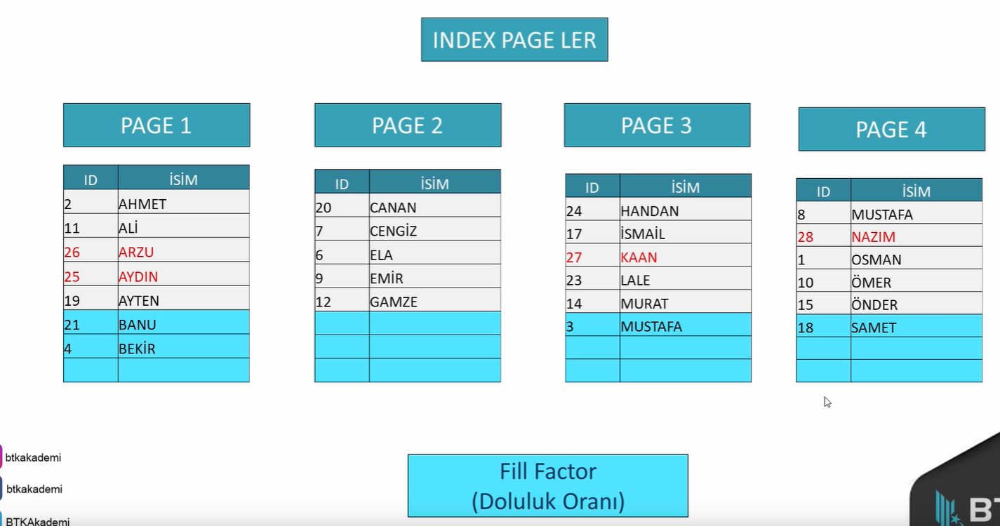 INDEX PAGE LER
PAGE 1
ID İSİM
2 AHMET
11 ALİ
26 ARZU
25 AYDIN
19 AYTEN
21 BANU
4 BEKİR
PAGE 2
ID İSİM
20 CANAN
7 CENGİZ
6 ELA
9 EMİR
12 GAMZE
PAGE 3
ID İSİM
24 HANDAN
17 İSMAİL
27 KAAN
23 LALE
14 MURAT
3 MUSTAFA
PAGE 4
ID İSİM
8 MUSTAFA
28 NAZIM
1 OSMAN
10 ÖMER
15 ÖNDER
18 SAMET
btkakademi
btkakademi
BTKAkademi
Fill Factor
(Doluluk Oranı)